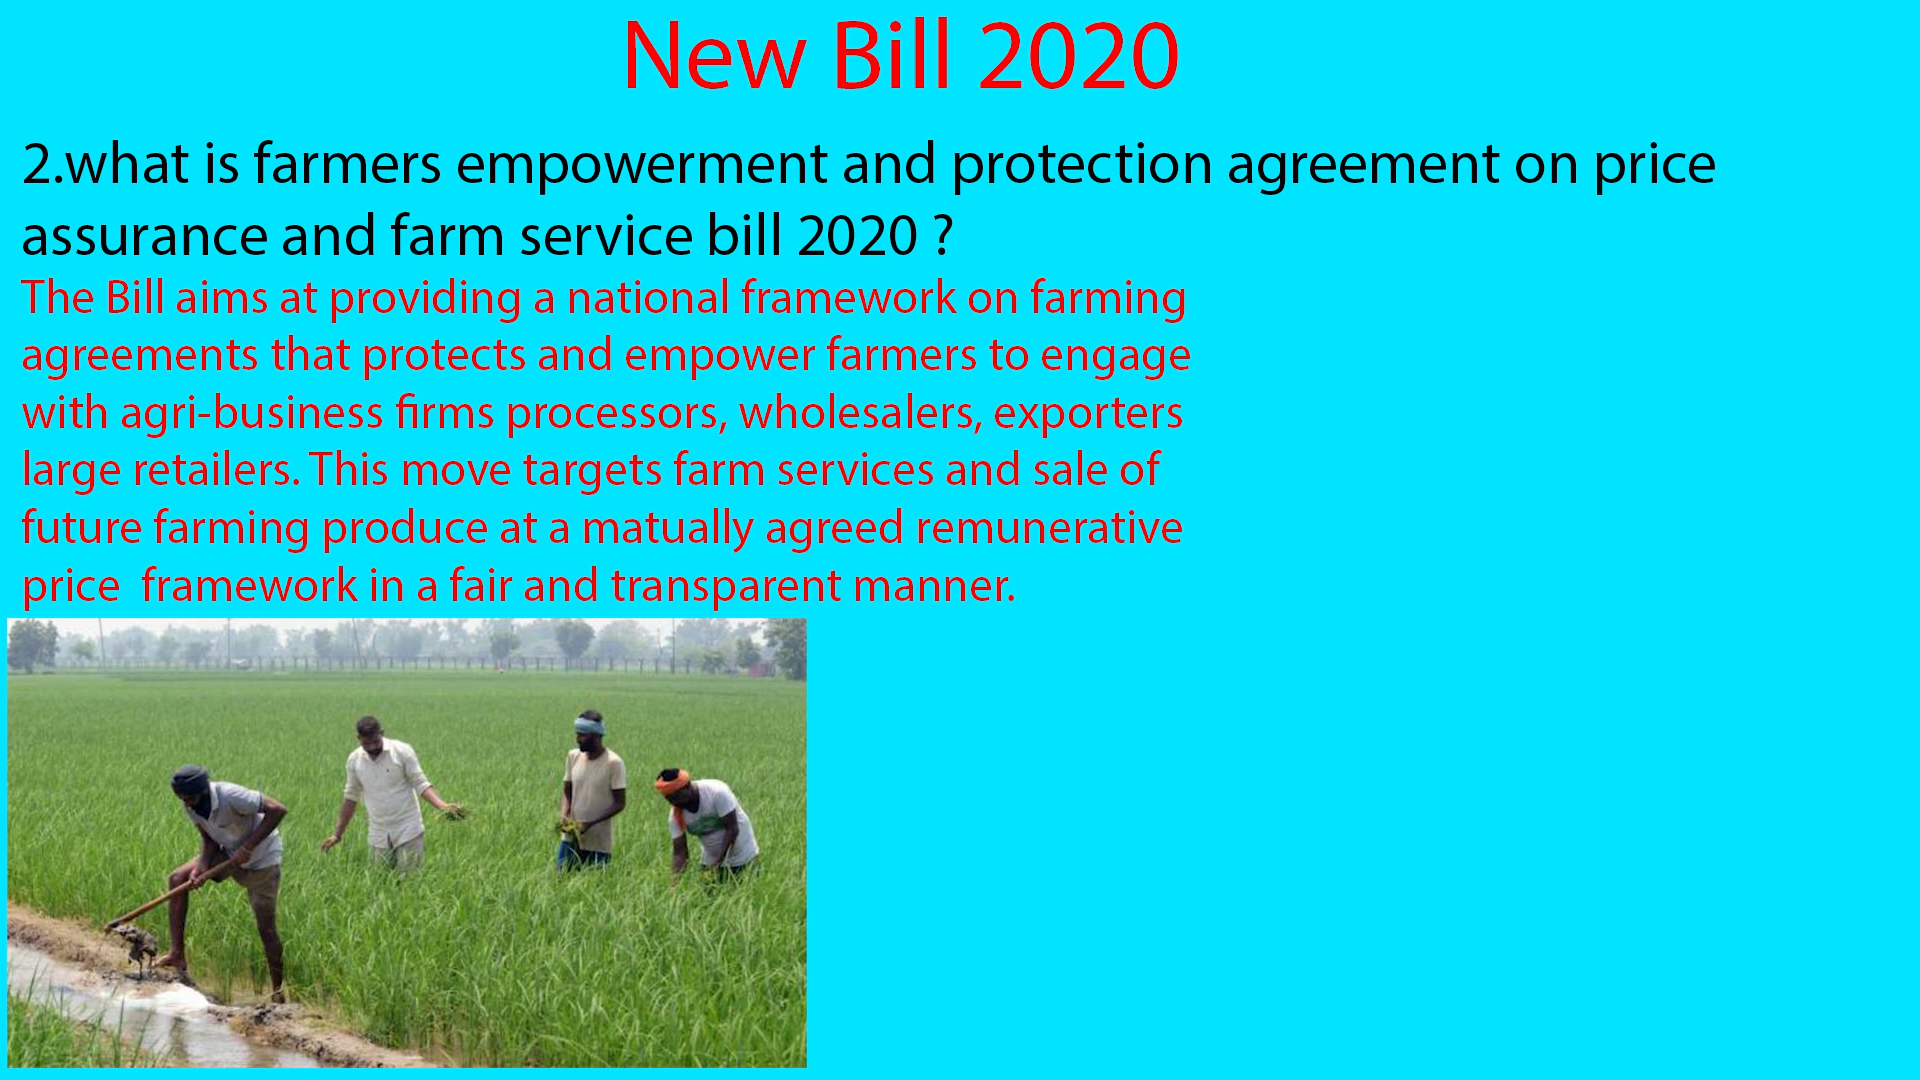 New Bill 2020
2.what is farmers empowerment and protection agreement on price
assurance and farm service bill 2020 ?
The Bill aims at providing a national framework on farming
agreements that protects and empower farmers to engage
with agri-business firms processors, wholesalers, exporters
large retailers. This move targets farm services and sale of
future farming produce at a matually agreed remunerative
price  framework in a fair and transparent manner.